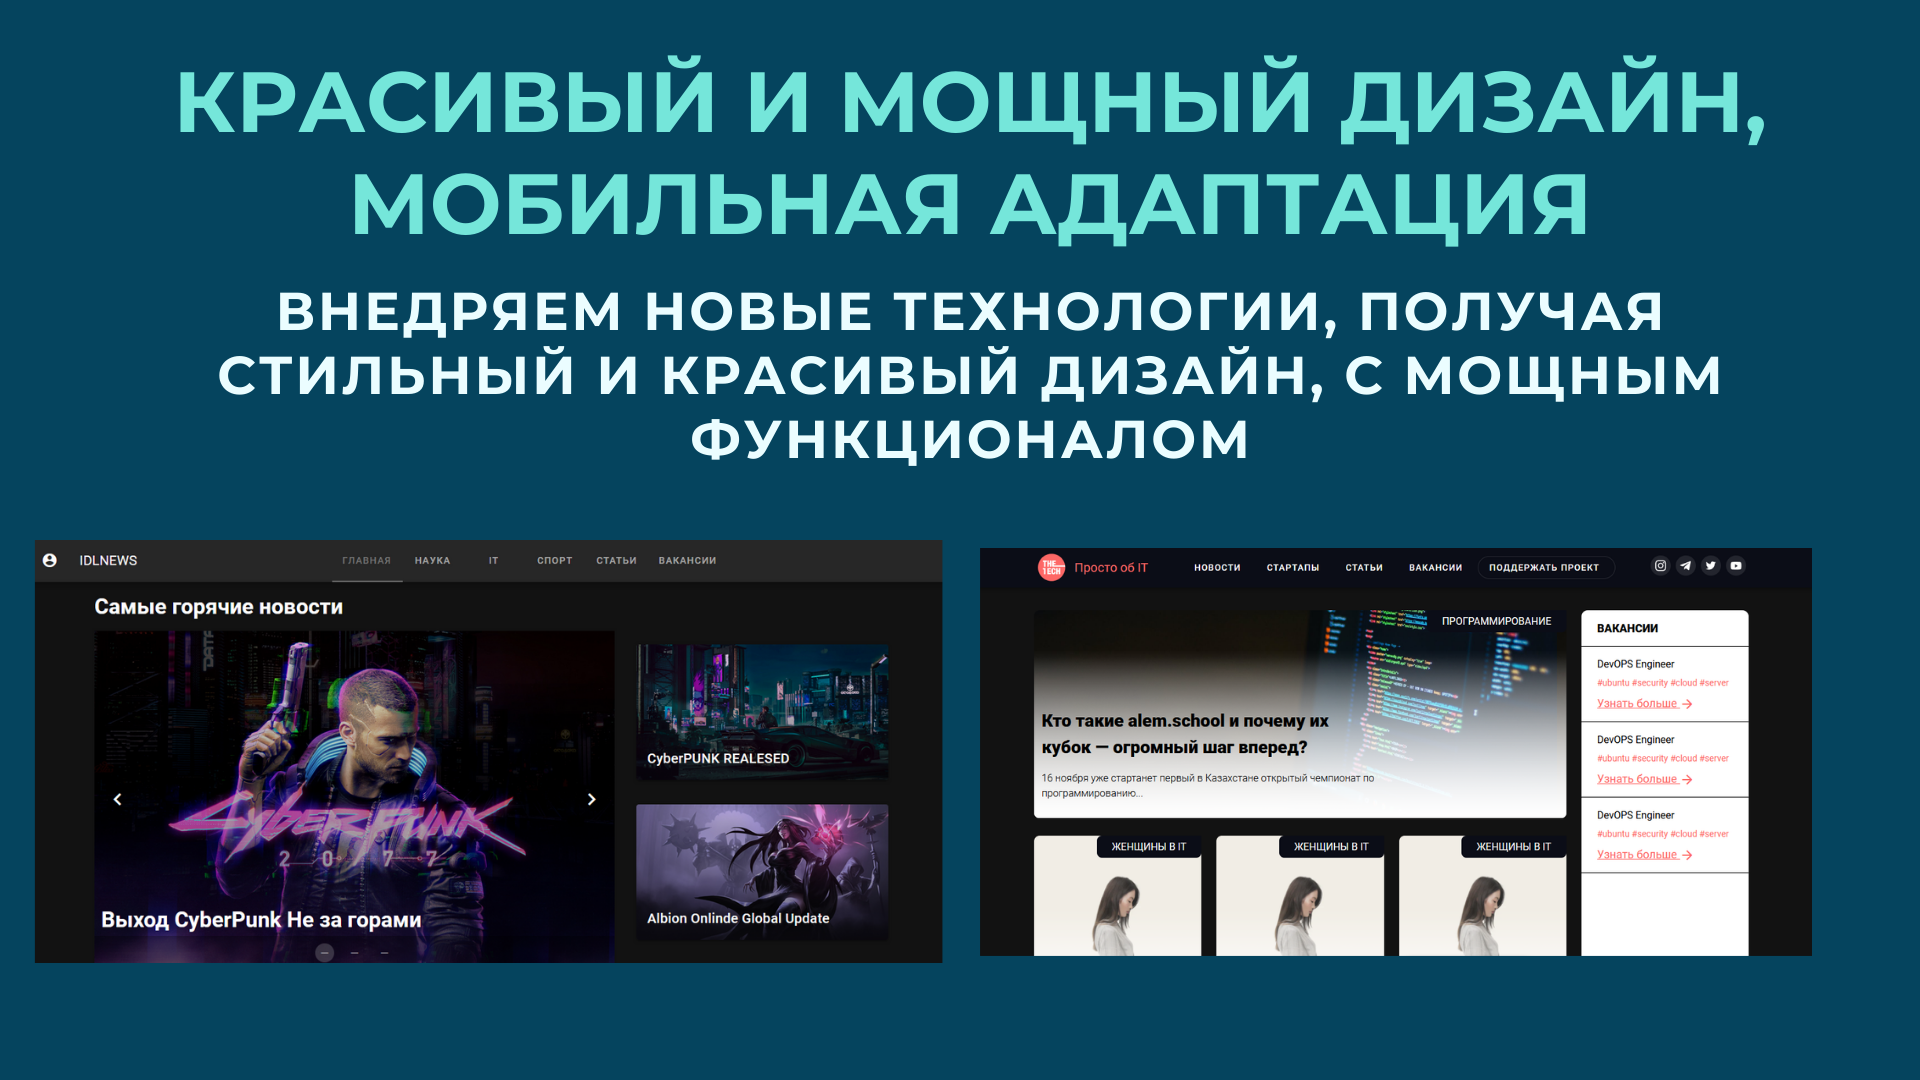 КРАСИВЫЙ И МОЩНЫЙ ДИЗАЙН,
МОБИЛЬНАЯ АДАПТАЦИЯ
ВНЕДРЯЕМ НОВЫЕ ТЕХНОЛОГИИ, ПОЛУЧАЯ
СТИЛЬНЫЙ И КРАСИВЫЙ ДИЗАЙН, С МОЩНЫМ
ФУНКЦИОНАЛОМ
IDLNEWS ГЛАВНАЯ НАУКА IT СПОРТ СТАТЬИ ВАКАНСИИ
Самые горячие новости
CYBERPUNK
2077
Выход CyberPunk Не за горами
CyberPUNK REALESED
Albion Onlinde Global Update
THE TECH Просто об IT НОВОСТИ СТАРТАПЫ СТАТЬИ ВАКАНСИИ ПОДДЕРЖАТЬ ПРОЕКТ
ПРОГРАММИРОВАНИЕ
Кто такие alem.school и почему их
кубок — огромный шаг вперед?
16 ноября уже стартанет первый в Казахстане открытый чемпионат по
программированию...
ЖЕНЩИНЫ В IT
ЖЕНЩИНЫ В IT
ЖЕНЩИНЫ В IT
ВАКАНСИИ
DevOPS Engineer
#ubuntu #security #cloud #server
Узнать больше →
DevOPS Engineer
#ubuntu #security #cloud #server
Узнать больше →
DevOPS Engineer
#ubuntu #security #cloud #server
Узнать больше →